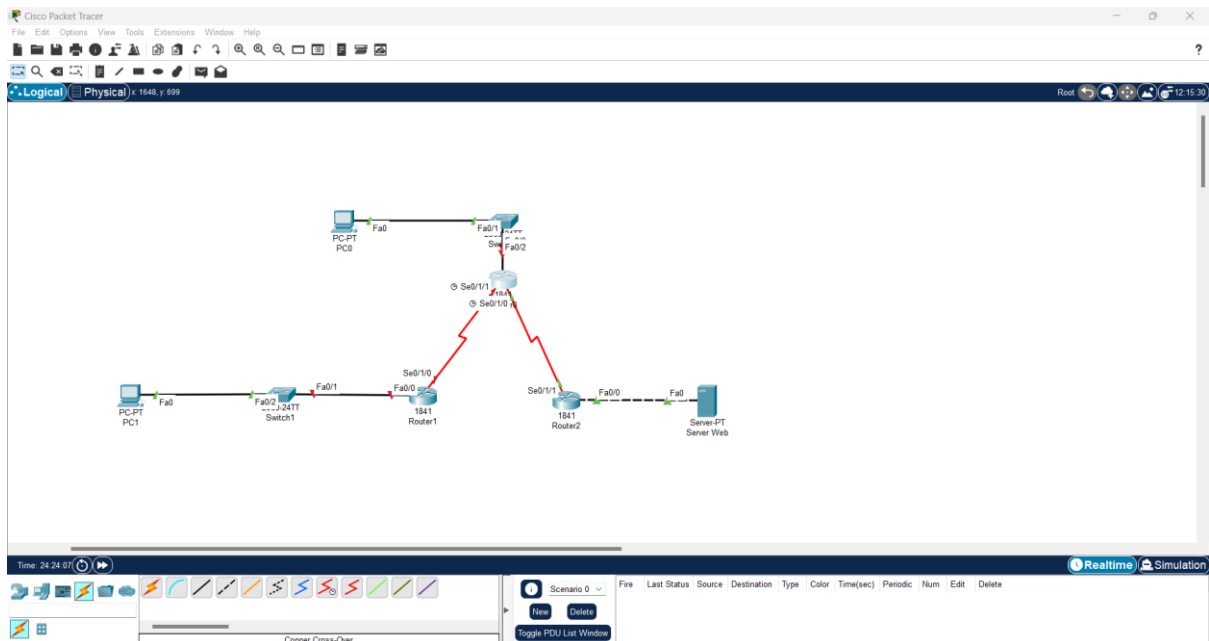 Cisco Packet Tracer
File Edit Options View Tools Extensions Window Help
?
Logical Physical x: 1648, y: 699 Root 12:15:30
PC-PT
PC0
Fa0
Fa0/1
Fa0/2
Se0/1/1
Se0/1/0
Se0/1/0
PC-PT
PC1
Fa0
Fa0/2
Switch1
Fa0/1
Fa0/0
1841
Router1
Se0/1/1
1841
Router2
Fa0/0
Fa0
Server-PT
Server Web
Time: 24:24:07 Realtime Simulation
Scenario 0
New Delete
Toggle PDU List Window
Fire Last Status Source Destination Type Color Time(sec) Periodic Num Edit Delete
Copper Cross-Over